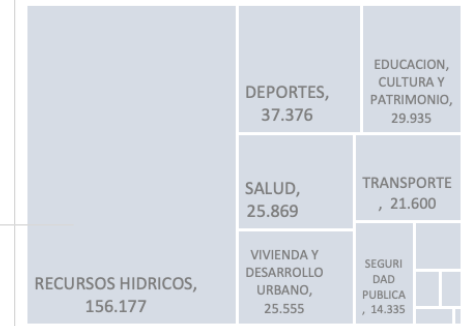 RECURSOS HIDRICOS,
156.177
DEPORTES,
37.376
EDUCACION,
CULTURA Y
PATRIMONIO,
29.935
SALUD,
25.869
TRANSPORTE
, 21.600
VIVIENDA Y
DESARROLLO
URBANO,
25.555
SEGURI
DAD
PUBLICA
, 14.335